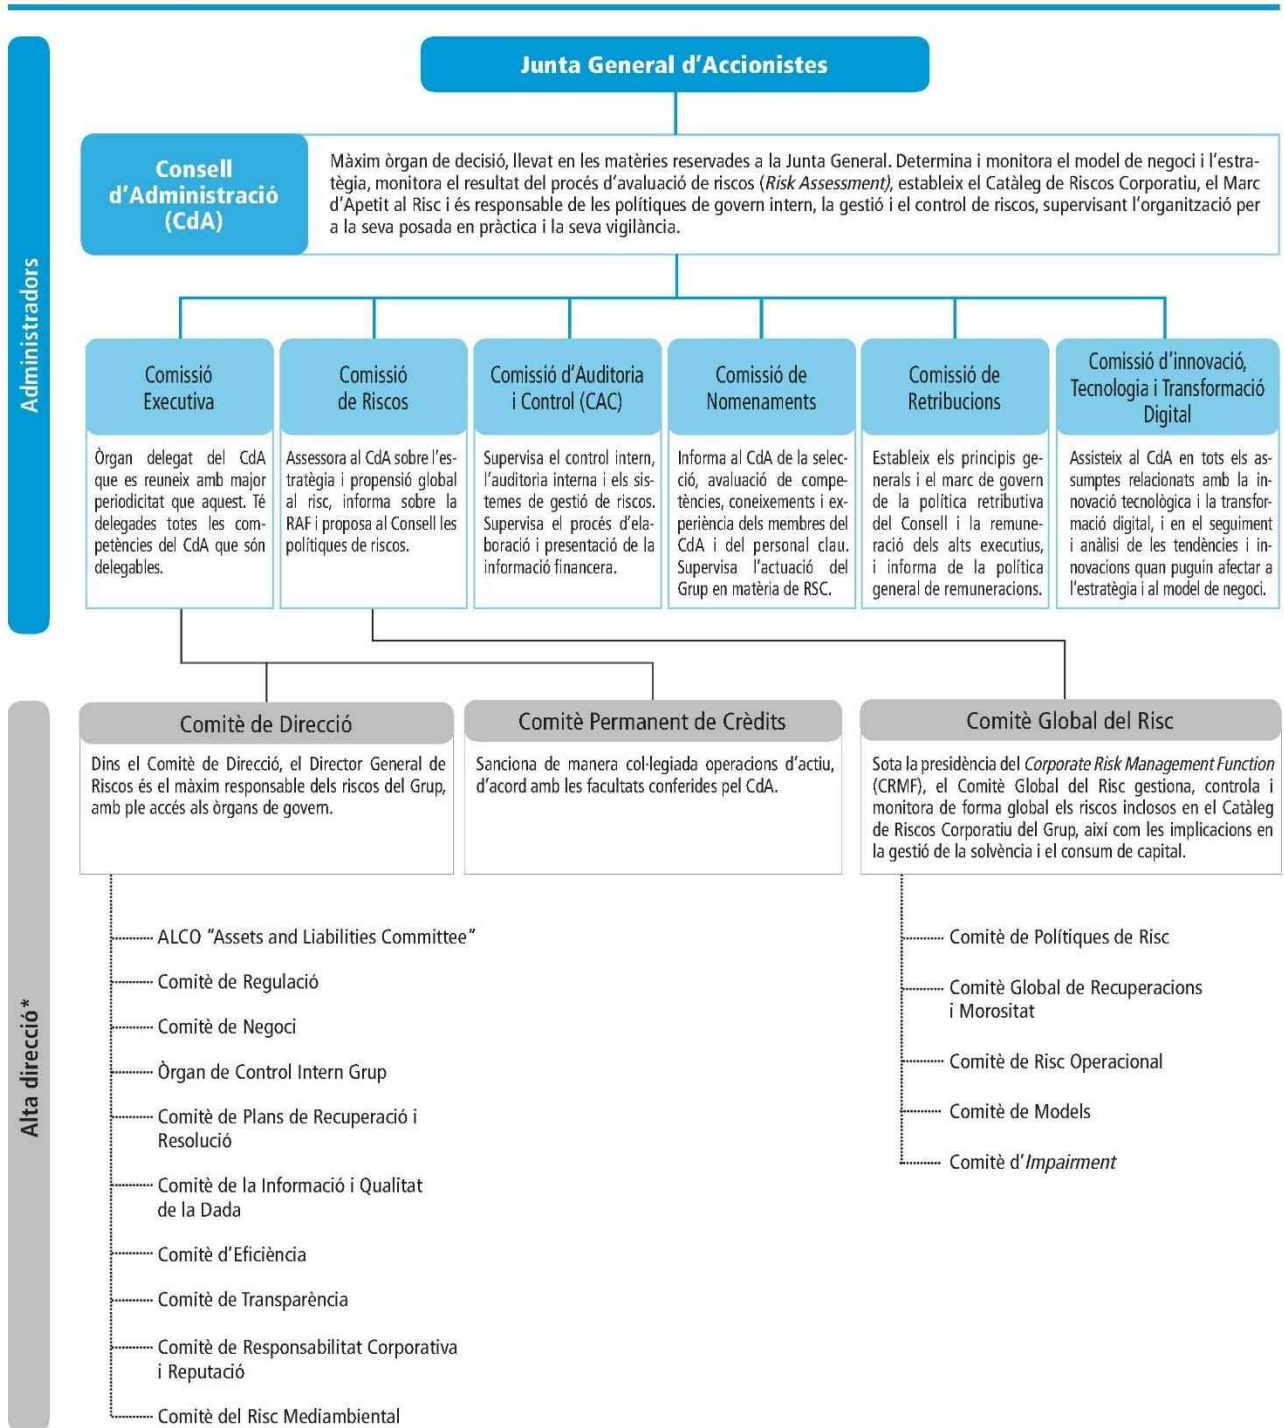 Junta General d'Accionistes
Administradors
Consell
d'Administració
(CdA)
Màxim òrgan de decisió, llevat en les matèries reservades a la Junta General. Determina i monitora el model de negoci i l'estra-
tègia, monitora el resultat del procés d'avaluació de riscos (Risk Assessment), estableix el Catàleg de Riscos Corporatiu, el Marc
d'Apetit al Risc i és responsable de les polítiques de govern intern, la gestió i el control de riscos, supervisant l'organització per
a la seva posada en pràctica i la seva vigilància.
Comissió
Executiva
Òrgan delegat del CdA
que es reuneix amb major
periodicitat que aquest. Té
delegades totes les com-
petències del CdA que són
delegables.
Comissió
de Riscos
Assessora al CdA sobre l'es-
tratègia i propensió global
al risc, informa sobre la
RAF i proposa al Consell les
polítiques de riscos.
Comissió d'Auditoria
i Control (CAC)
Supervisa el control intern,
l'auditoria interna i els sis-
temes de gestió de riscos.
Supervisa el procés d'ela-
boració i presentació de la
informació financera.
Comissió de
Nomenaments
Informa al CdA de la selec-
ció, avaluació de compe-
tències, coneixements i ex-
periència dels membres del
CdA i del personal clau.
Supervisa l'actuació del
Grup en matèria de RSC.
Comissió de
Retribucions
Estableix els principis ge-
nerals i el marc de govern
de la política retributiva
del Consell i la remune-
ració dels alts executius,
i informa de la política
general de remuneracions.
Comissió d'innovació,
Tecnologia i Transformació
Digital
Assisteix al CdA en tots els as-
sumptes relacionats amb la in-
novació tecnològica i la transfor-
mació digital, i en el seguiment
i anàlisi de les tendències i in-
novacions quan puguin afectar a
l'estratègia i al model de negoci.
Alta direcció*
Comitè de Direcció
Dins el Comitè de Direcció, el Director General de
Riscos és el màxim responsable dels riscos del Grup,
amb ple accés als òrgans de govern.
Comitè Permanent de Crèdits
Sanciona de manera col·legiada operacions d'actiu,
d'acord amb les facultats conferides pel CdA.
Comitè Global del Risc
Sota la presidència del Corporate Risk Management Function
(CRMF), el Comitè Global del Risc gestiona, controla i
monitora de forma global els riscos inclosos en el Catàleg
de Riscos Corporatiu del Grup, així com les implicacions en
la gestió de la solvència i el consum de capital.
ALCO "Assets and Liabilities Committee"
Comitè de Regulació
Comitè de Negoci
Òrgan de Control Intern Grup
Comitè de Plans de Recuperació i
Resolució
Comitè de la Informació i Qualitat
de la Dada
Comitè d'Eficiència
Comitè de Transparència
Comitè de Responsabilitat Corporativa
i Reputació
Comitè del Risc Mediambiental
Comitè de Polítiques de Risc
Comitè Global de Recuperacions
i Morositat
Comitè de Risc Operacional
Comitè de Models
Comitè d'Impairment